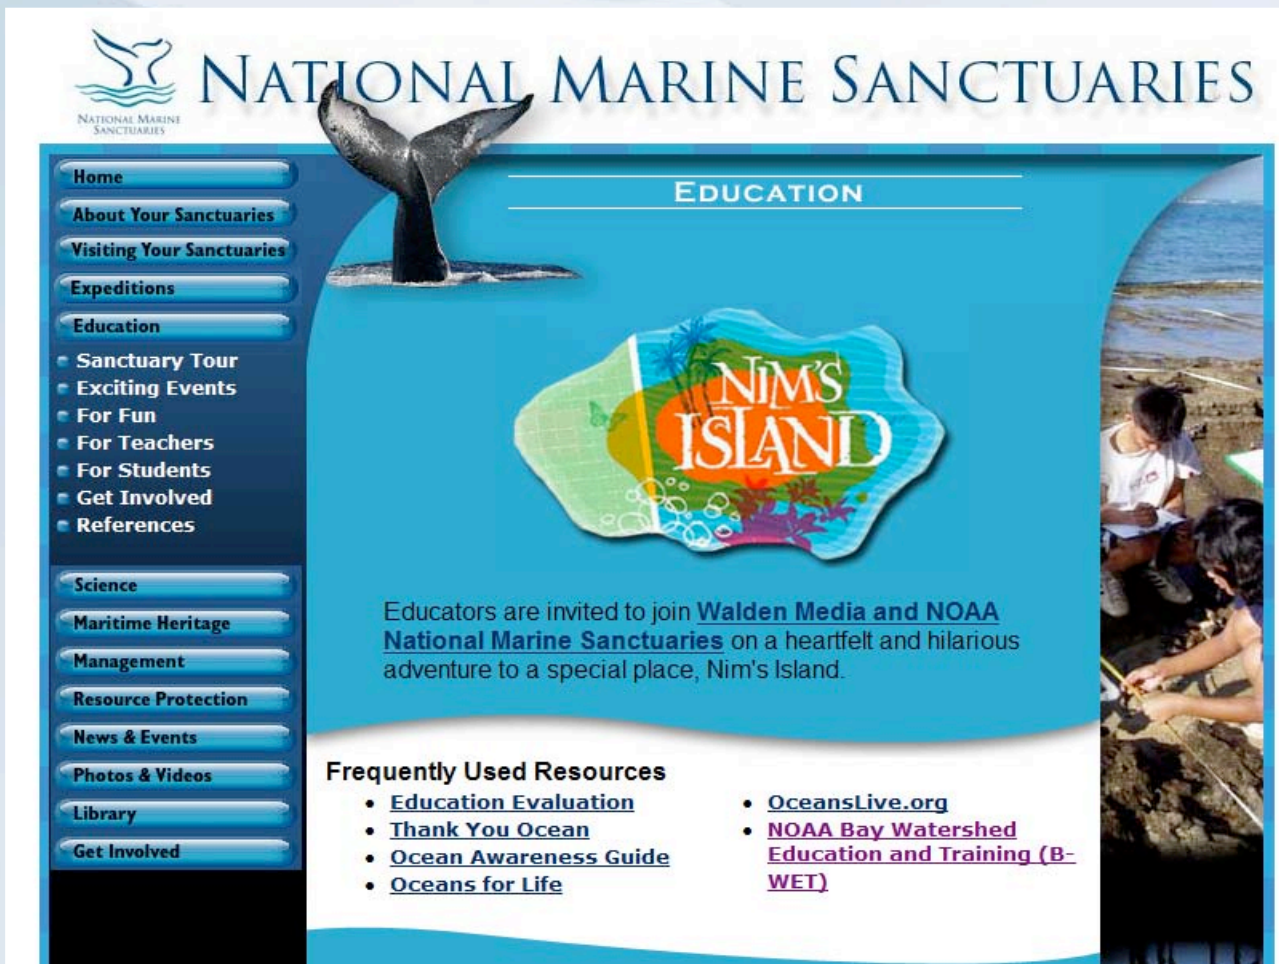 NATIONAL MARINE SANCTUARIES
NATIONAL MARINE
SANCTUARIES
Home
About Your Sanctuaries
Visiting Your Sanctuaries
Expeditions
Education
Sanctuary Tour
Exciting Events
For Fun
For Teachers
For Students
Get Involved
References
Science
Maritime Heritage
Management
Resource Protection
News & Events
Photos & Videos
Library
Get Involved
EDUCATION
NIM'S
ISLAND
Educators are invited to join Walden Media and NOAA
National Marine Sanctuaries on a heartfelt and hilarious
adventure to a special place, Nim's Island.
Frequently Used Resources
• Education Evaluation
• Thank You Ocean
• Ocean Awareness Guide
• Oceans for Life
• OceansLive.org
• NOAA Bay Watershed
Education and Training (B-
WET)